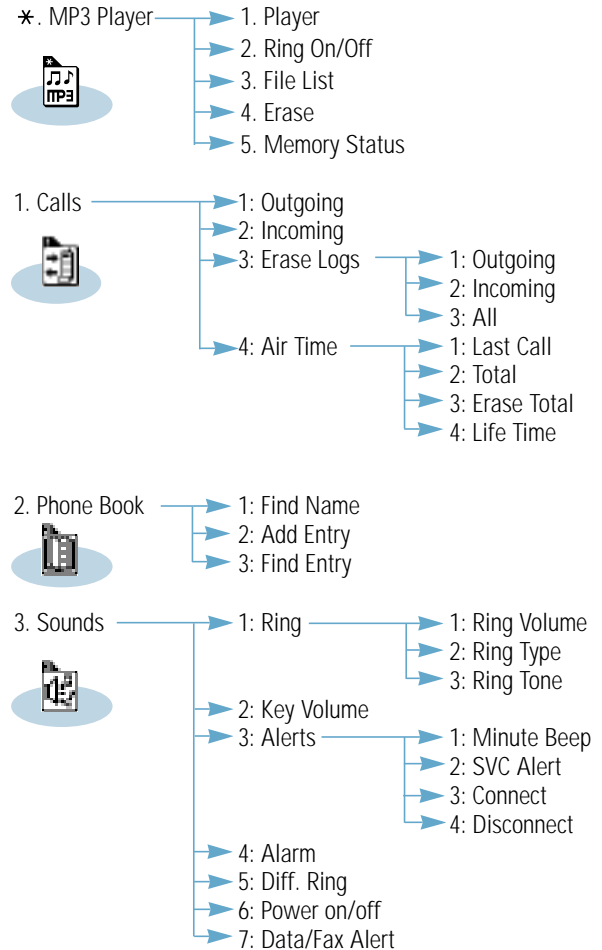 *. MP3 Player
1. Player
2. Ring On/Off
3. File List
4. Erase
5. Memory Status
MP3
1. Calls
1: Outgoing
2: Incoming
3: Erase Logs
1: Outgoing
2: Incoming
3: All
4: Air Time
1: Last Call
2: Total
3: Erase Total
4: Life Time
2. Phone Book
1: Find Name
2: Add Entry
3: Find Entry
3. Sounds
1: Ring
1: Ring Volume
2: Ring Type
3: Ring Tone
2: Key Volume
3: Alerts
1: Minute Beep
2: SVC Alert
3: Connect
4: Disconnect
4: Alarm
5: Diff. Ring
6: Power on/off
7: Data/Fax Alert